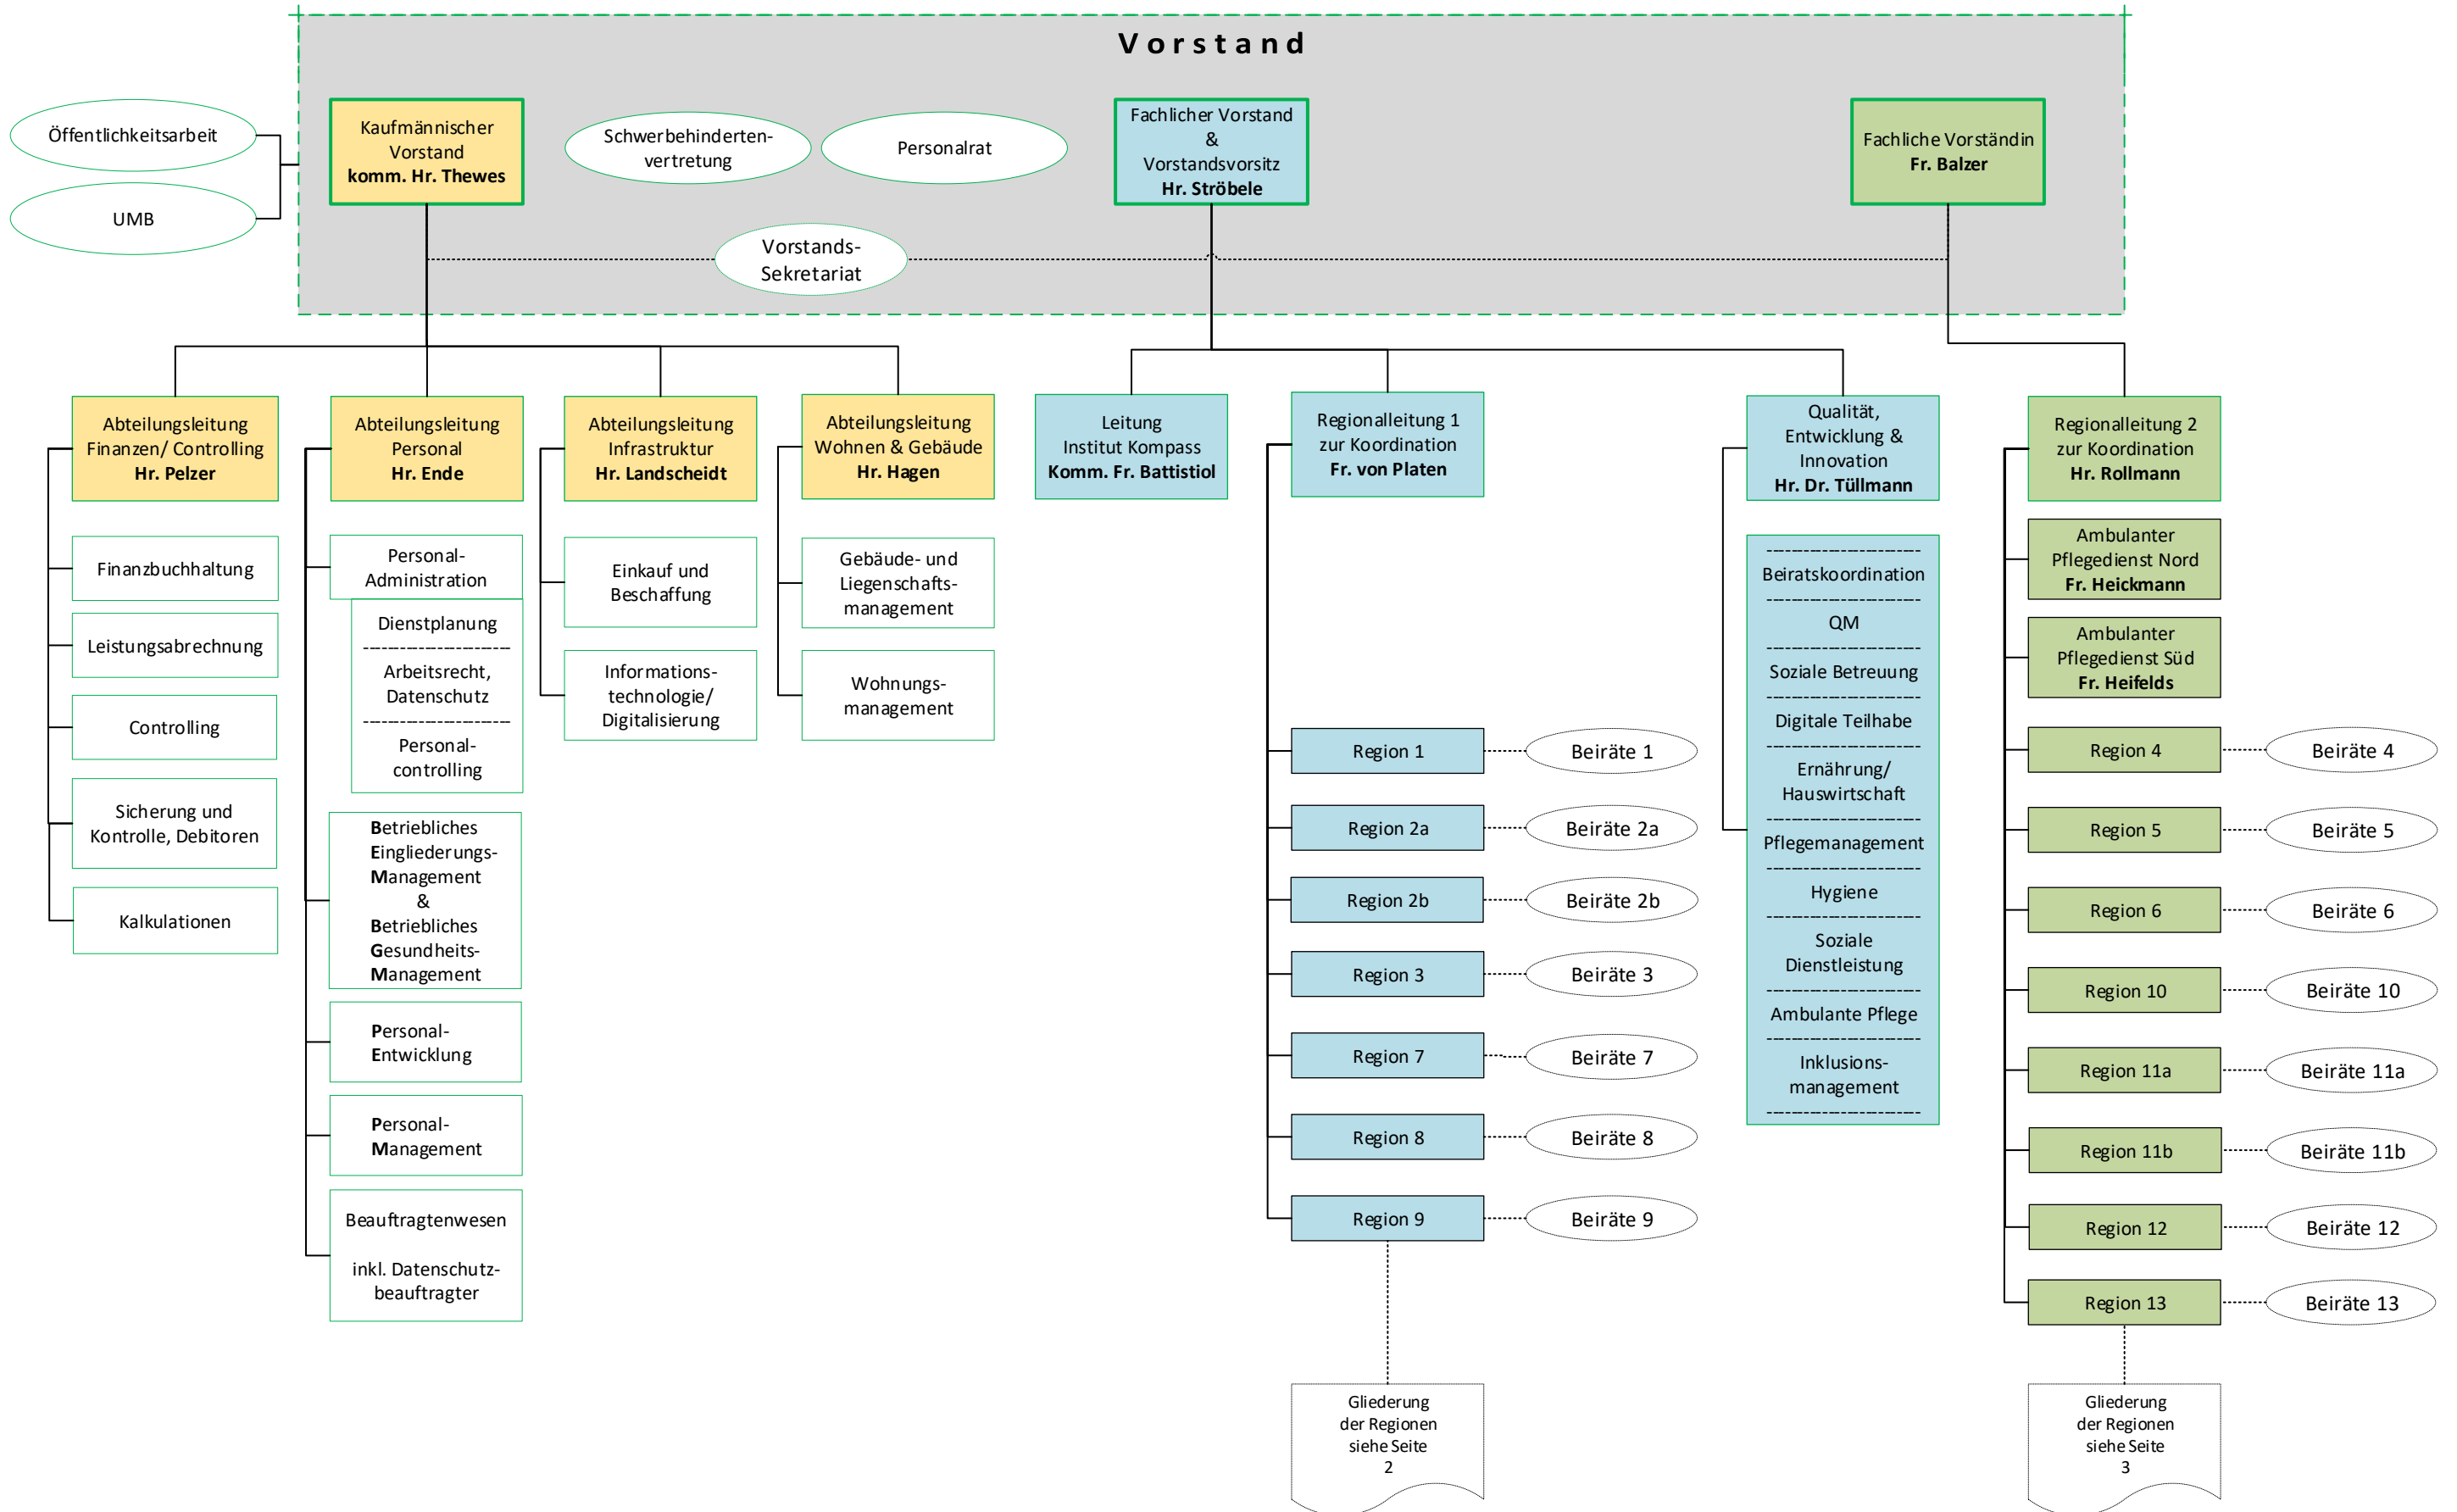 Vorstand
Öffentlichkeitsarbeit
UMB
Kaufmännischer
Vorstand
komm. Hr. Thewes
Schwerbehinderten-
vertretung
Personalrat
Fachlicher Vorstand
&
Vorstandsvorsitz
Hr. Ströbele
Fachliche Vorständin
Fr. Balzer
Vorstands-
Sekretariat
Abteilungsleitung
Finanzen/ Controlling
Hr. Pelzer
Finanzbuchhaltung
Leistungsabrechnung
Controlling
Sicherung und
Kontrolle, Debitoren
Kalkulationen
Abteilungsleitung
Personal
Hr. Ende
Personal-
Administration
Dienstplanung
Arbeitsrecht,
Datenschutz
Personal-
controlling
Betriebliches
Eingliederungs-
Management
&
Betriebliches
Gesundheits-
Management
Personal-
Entwicklung
Personal-
Management
Beauftragtenwesen
inkl. Datenschutz-
beauftragter
Abteilungsleitung
Infrastruktur
Hr. Landscheidt
Einkauf und
Beschaffung
Informations-
technologie/
Digitalisierung
Abteilungsleitung
Wohnen & Gebäude
Hr. Hagen
Gebäude- und
Liegenschafts-
management
Wohnungs-
management
Leitung
Institut Kompass
Komm. Fr. Battistiol
Regionalleitung 1
zur Koordination
Fr. von Platen
Region 1
Beiräte 1
Region 2a
Beiräte 2a
Region 2b
Beiräte 2b
Region 3
Beiräte 3
Region 7
Beiräte 7
Region 8
Beiräte 8
Region 9
Beiräte 9
Gliederung
der Regionen
siehe Seite
2
Qualität,
Entwicklung &
Innovation
Hr. Dr. Tüllmann
Beiratskoordination
QM
Soziale Betreuung
Digitale Teilhabe
Ernährung/
Hauswirtschaft
Pflegemanagement
Hygiene
Soziale
Dienstleistung
Ambulante Pflege
Inklusions-
management
Regionalleitung 2
zur Koordination
Hr. Rollmann
Ambulanter
Pflegedienst Nord
Fr. Heickmann
Ambulanter
Pflegedienst Süd
Fr. Heifelds
Region 4
Beiräte 4
Region 5
Beiräte 5
Region 6
Beiräte 6
Region 10
Beiräte 10
Region 11a
Beiräte 11a
Region 11b
Beiräte 11b
Region 12
Beiräte 12
Region 13
Beiräte 13
Gliederung
der Regionen
siehe Seite
3